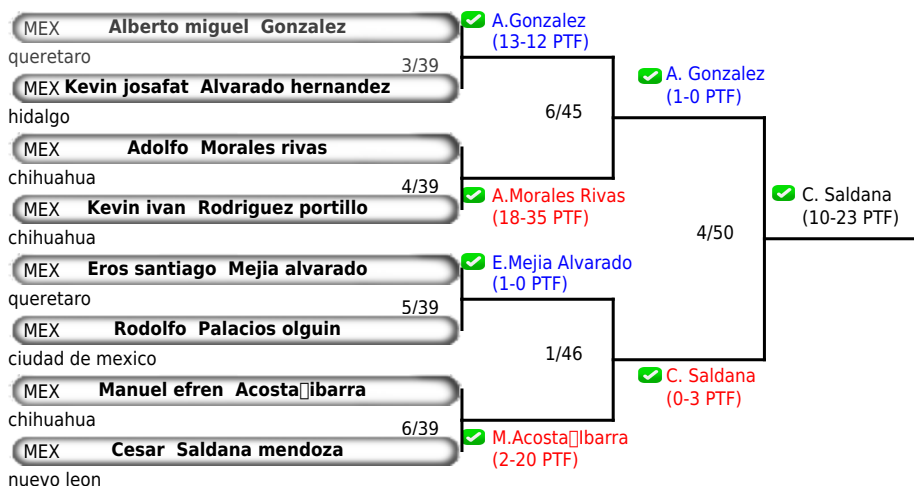 MEX Alberto miguel Gonzalez
queretaro
3/39
MEX Kevin josafat Alvarado hernandez
hidalgo
MEX Adolfo Morales rivas
chihuahua
4/39
MEX Kevin ivan Rodriguez portillo
chihuahua
MEX Eros santiago Mejia alvarado
queretaro
5/39
MEX Rodolfo Palacios olguin
ciudad de mexico
MEX Manuel efren Acosta▯ibarra
chihuahua
6/39
MEX Cesar Saldana mendoza
nuevo leon
A.Gonzalez
(13-12 PTF)
6/45
A.Morales Rivas
(18-35 PTF)
E.Mejia Alvarado
(1-0 PTF)
1/46
M.Acosta▯Ibarra
(2-20 PTF)
A. Gonzalez
(1-0 PTF)
4/50
C. Saldana
(0-3 PTF)
C. Saldana
(10-23 PTF)